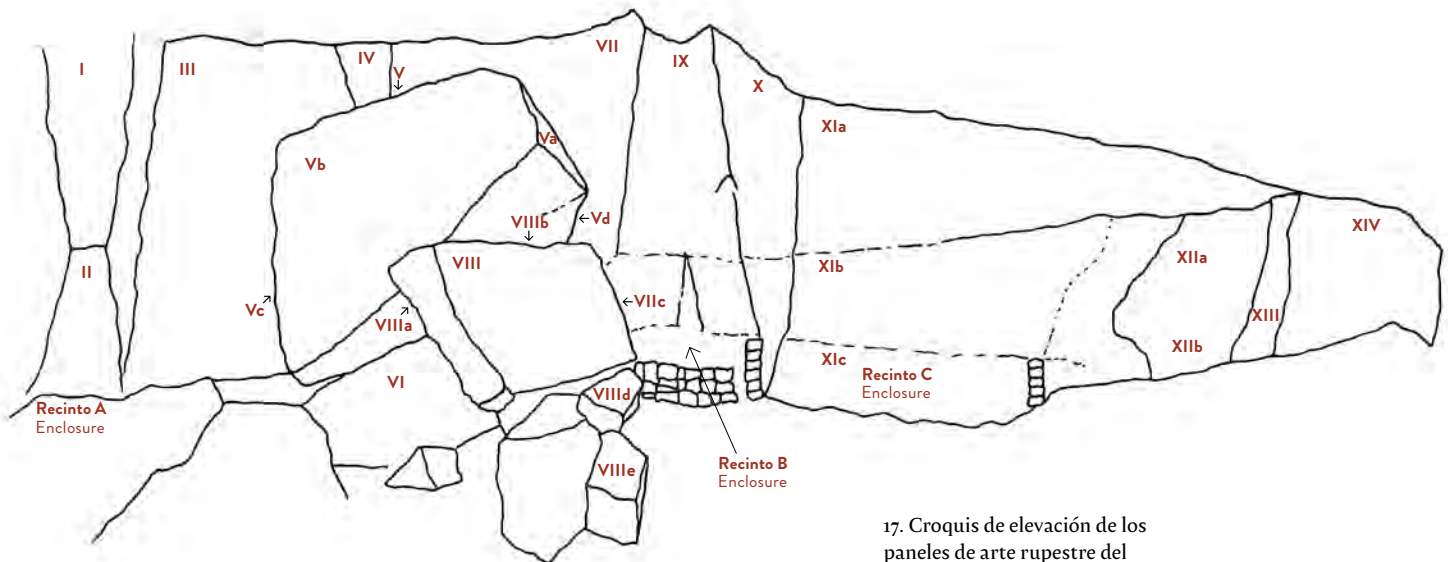 I
III
IV
V
VII
IX
X
XIa
Vb
Va
VIIIb
Vd
XIV
II
VIII
XIb
XIIa
Vc
VIIIa
VIIc
XIII
XIIb
XIc
VI
Recinto C
Enclosure
VIIId
Recinto A
Enclosure
VIIIe
Recinto B
Enclosure
17. Croquis de elevación de los
paneles de arte rupestre del